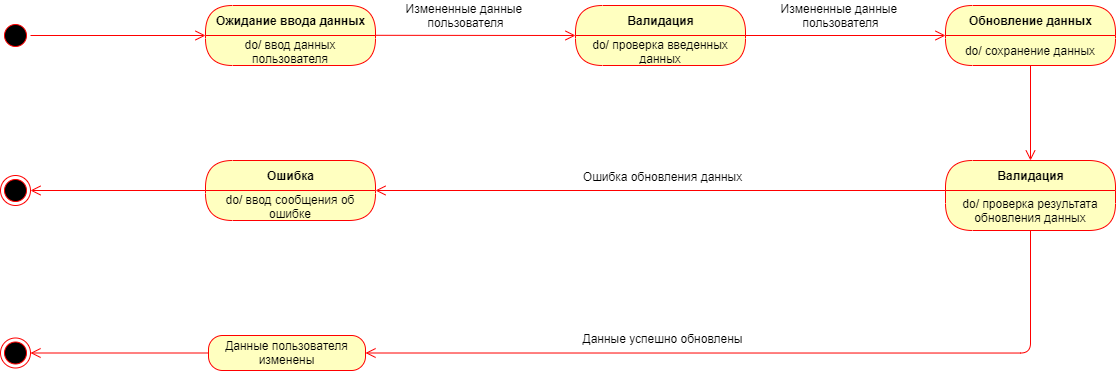 Ожидание ввода данных
do/ ввод данных
пользователя
Измененные данные
пользователя
Валидация
do/ проверка введенных
данных
Измененные данные
пользователя
Обновление данных
do/ сохранение данных
Ошибка
do/ ввод сообщения об
ошибке
Ошибка обновления данных
Валидация
do/ проверка результата
обновления данных
Данные пользователя
изменены
Данные успешно обновлены